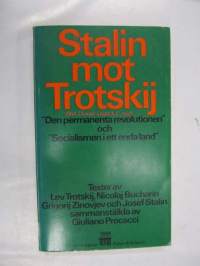 Stalin
mot
Trotskij
"Den permanenta revolutionen"
och
"Socialismen i ett enda land"
Texter av
Lev Trotskij, Nicolaj Bucharin
Grigorij Zinovjev och Josef Stalin
sammanställda av
Giuliano Procacci